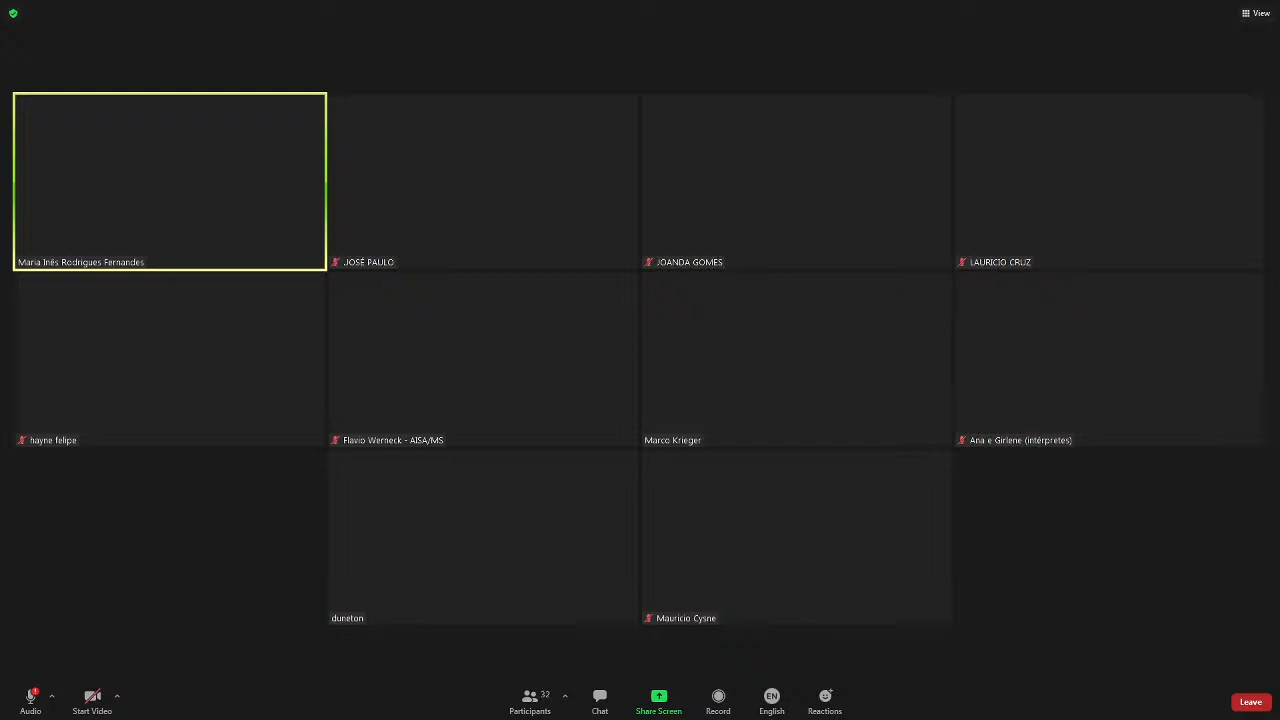 View
Maria Inês Rodrigues Fernandes
JOSÉ PAULO
JOANDA GOMES
LAURICIO CRUZ
hayne felipe
Flavio Werneck - AISA/MS
Marco Krieger
Ana e Girlene (intérpretes)
duneton
Mauricio Cysne
Audio
Start Video
32
Participants
Chat
Share Screen
Record
EN
English
Reactions
Leave